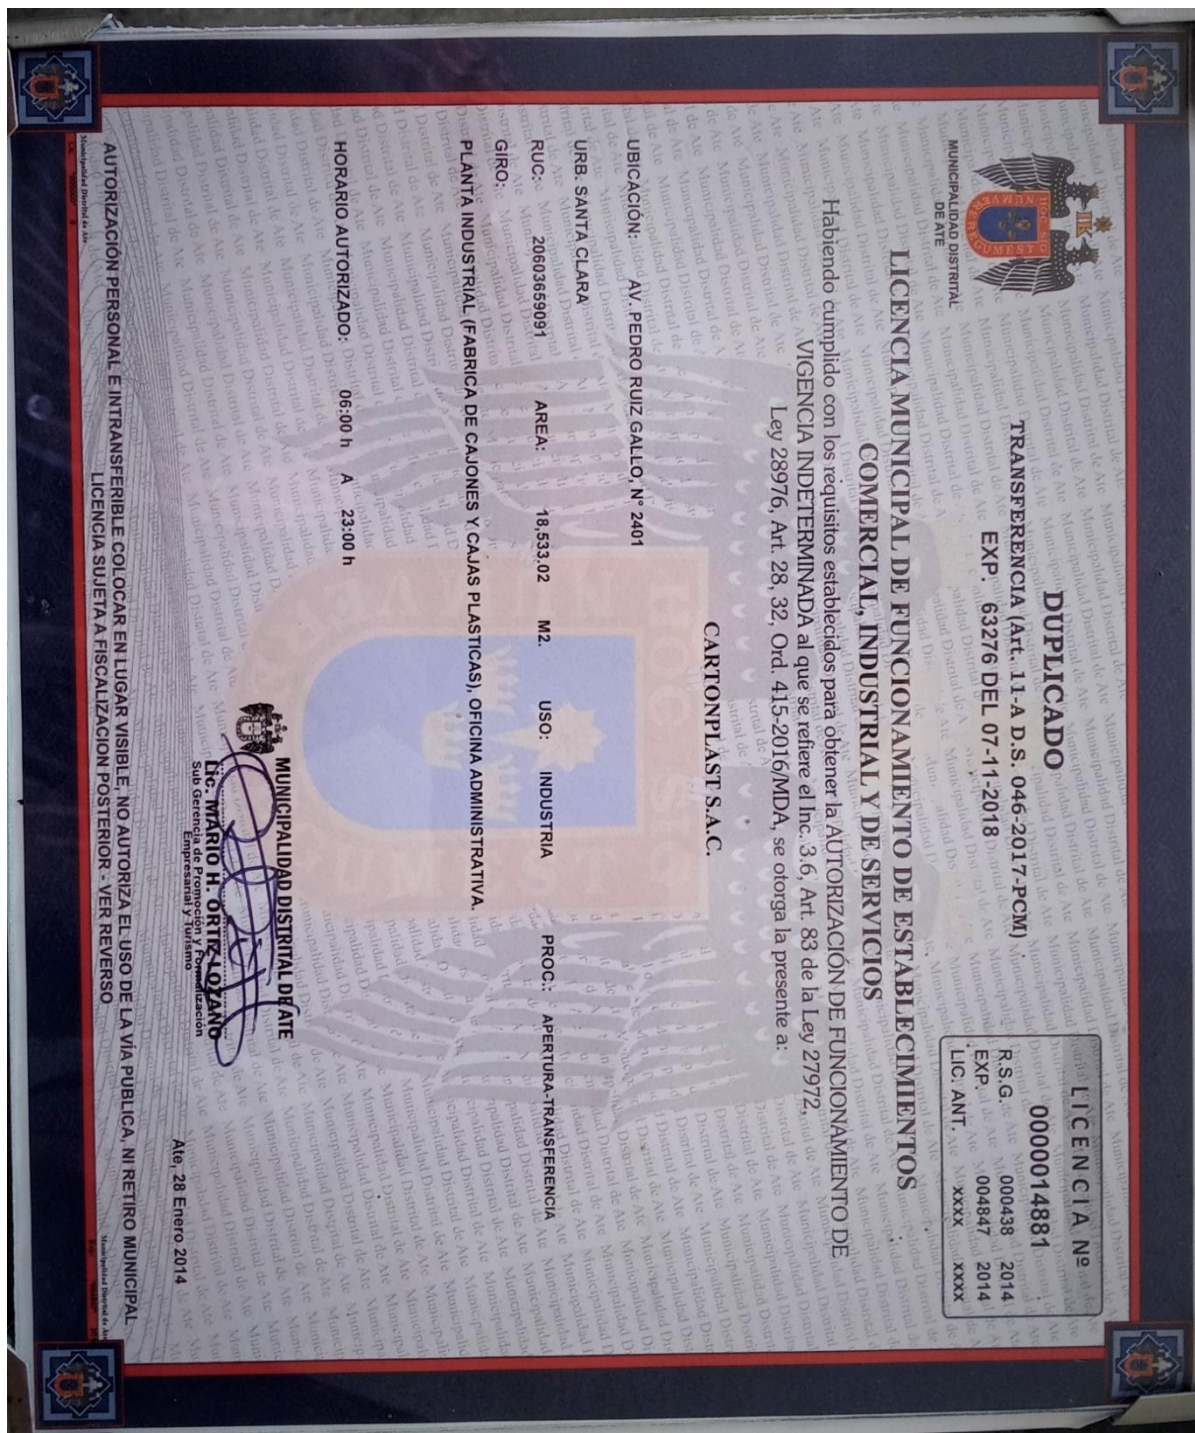 DUPLICADO
TRANSFERENCIA (Art. 11-A D.S. 046-2017-PCM)
EXP. 63276 DEL 07-11-2018
MUNICIPALIDAD DISTRITAL
DE ATE
LICENCIA Nº
0000014881
R.S.G. 000438 2014
EXP. 004847 2014
LIC. ANT. xxxx xxxx
LICENCIA MUNICIPAL DE FUNCIONAMIENTO DE ESTABLECIMIENTOS
COMERCIAL, INDUSTRIAL Y DE SERVICIOS
Habiendo cumplido con los requisitos establecidos para obtener la AUTORIZACIÓN DE FUNCIONAMIENTO DE
VIGENCIA INDETERMINADA al que se refiere el Inc. 3.6, Art. 83 de la Ley 27972,
Ley 28976, Art. 28, 32, Ord. 415-2016/MDA, se otorga la presente a:
CARTONPLAST S.A.C.
UBICACIÓN: AV. PEDRO RUIZ GALLO, N° 2401
URB. SANTA CLARA
RUC: 20603659091 AREA: 18,533.02 M2. USO: INDUSTRIA PROC.: APERTURA-TRANSFERENCIA
GIRO:
PLANTA INDUSTRIAL (FABRICA DE CAJONES Y CAJAS PLASTICAS), OFICINA ADMINISTRATIVA.
HORARIO AUTORIZADO: 06:00 h A 23:00 h
MUNICIPALIDAD DISTRITAL DE ATE
Lic. MARIO H. ORTIZ LOZANO
Sub Gerencia de Promoción y Formalización
Empresarial y Turismo
Ate, 28 Enero 2014
AUTORIZACIÓN PERSONAL E INTRANSFERIBLE COLOCAR EN LUGAR VISIBLE, NO AUTORIZA EL USO DE LA VÍA PUBLICA, NI RETIRO MUNICIPAL
LICENCIA SUJETA A FISCALIZACION POSTERIOR - VER REVERSO